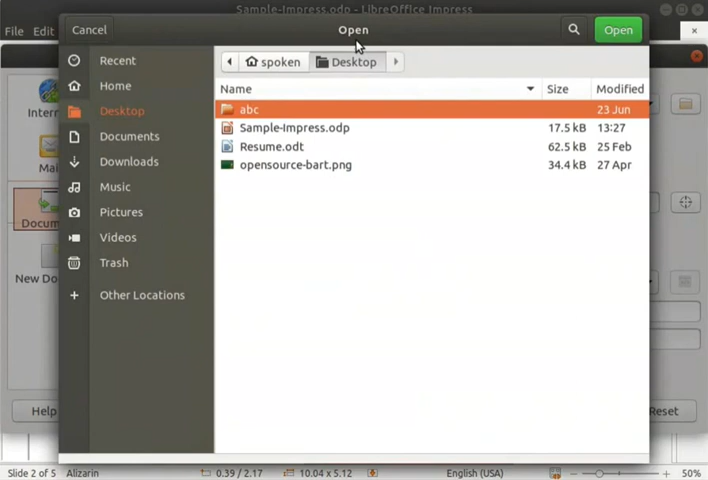 Sample-Impress.odp - LibreOffice Impress
File Edit
Cancel
Open
Open
spoken
Desktop
Name
Size
Modified
Recent
Home
Desktop
Documents
Downloads
Music
Pictures
Videos
Trash
Other Locations
abc
23 Jun
Sample-Impress.odp
17.5 kB
13:27
Resume.odt
62.5 kB
25 Feb
opensource-bart.png
34.4 kB
27 Apr
Intern
Mai
Docum
New Do
Help
Reset
Slide 2 of 5
Alizarin
0.39 / 2.17
10.04 x 5.12
English (USA)
50%